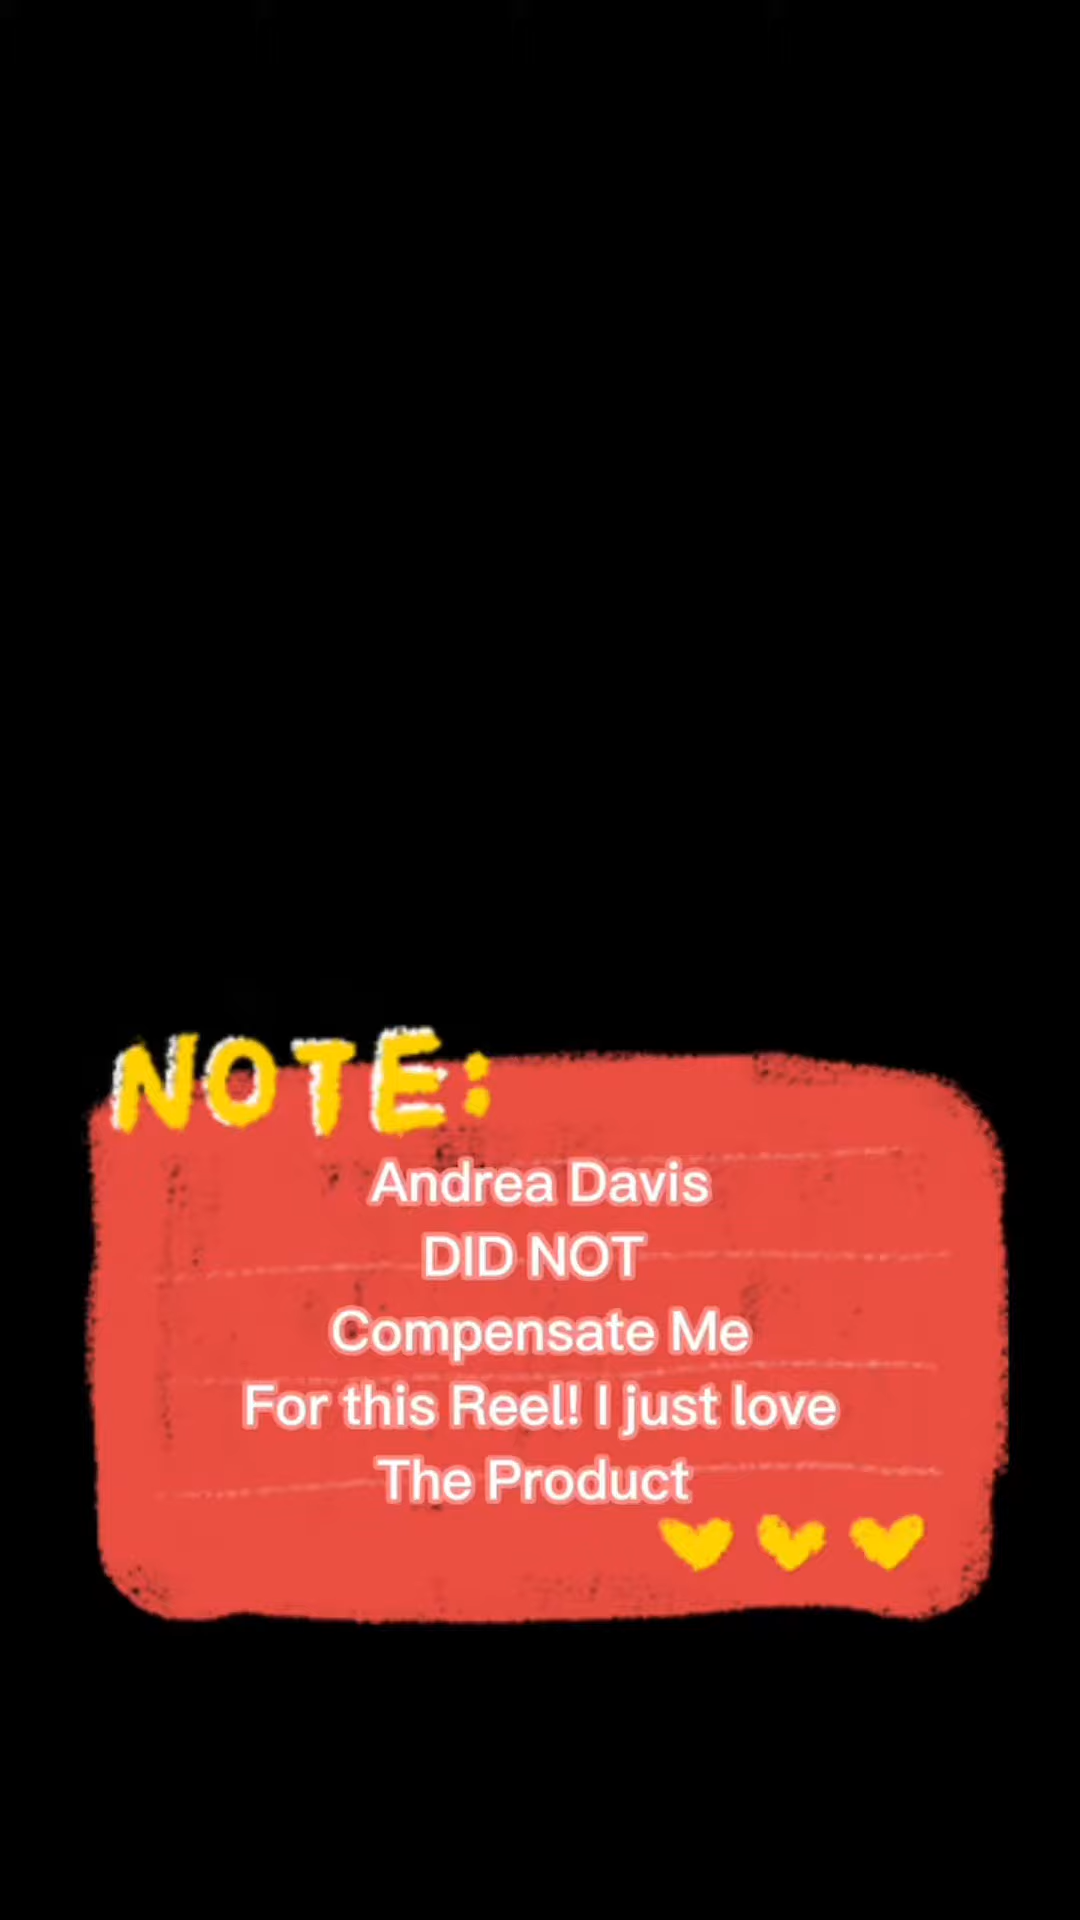 NOTE:
Andrea Davis
DID NOT
Compensate Me
For this Reel! I just love
The Product